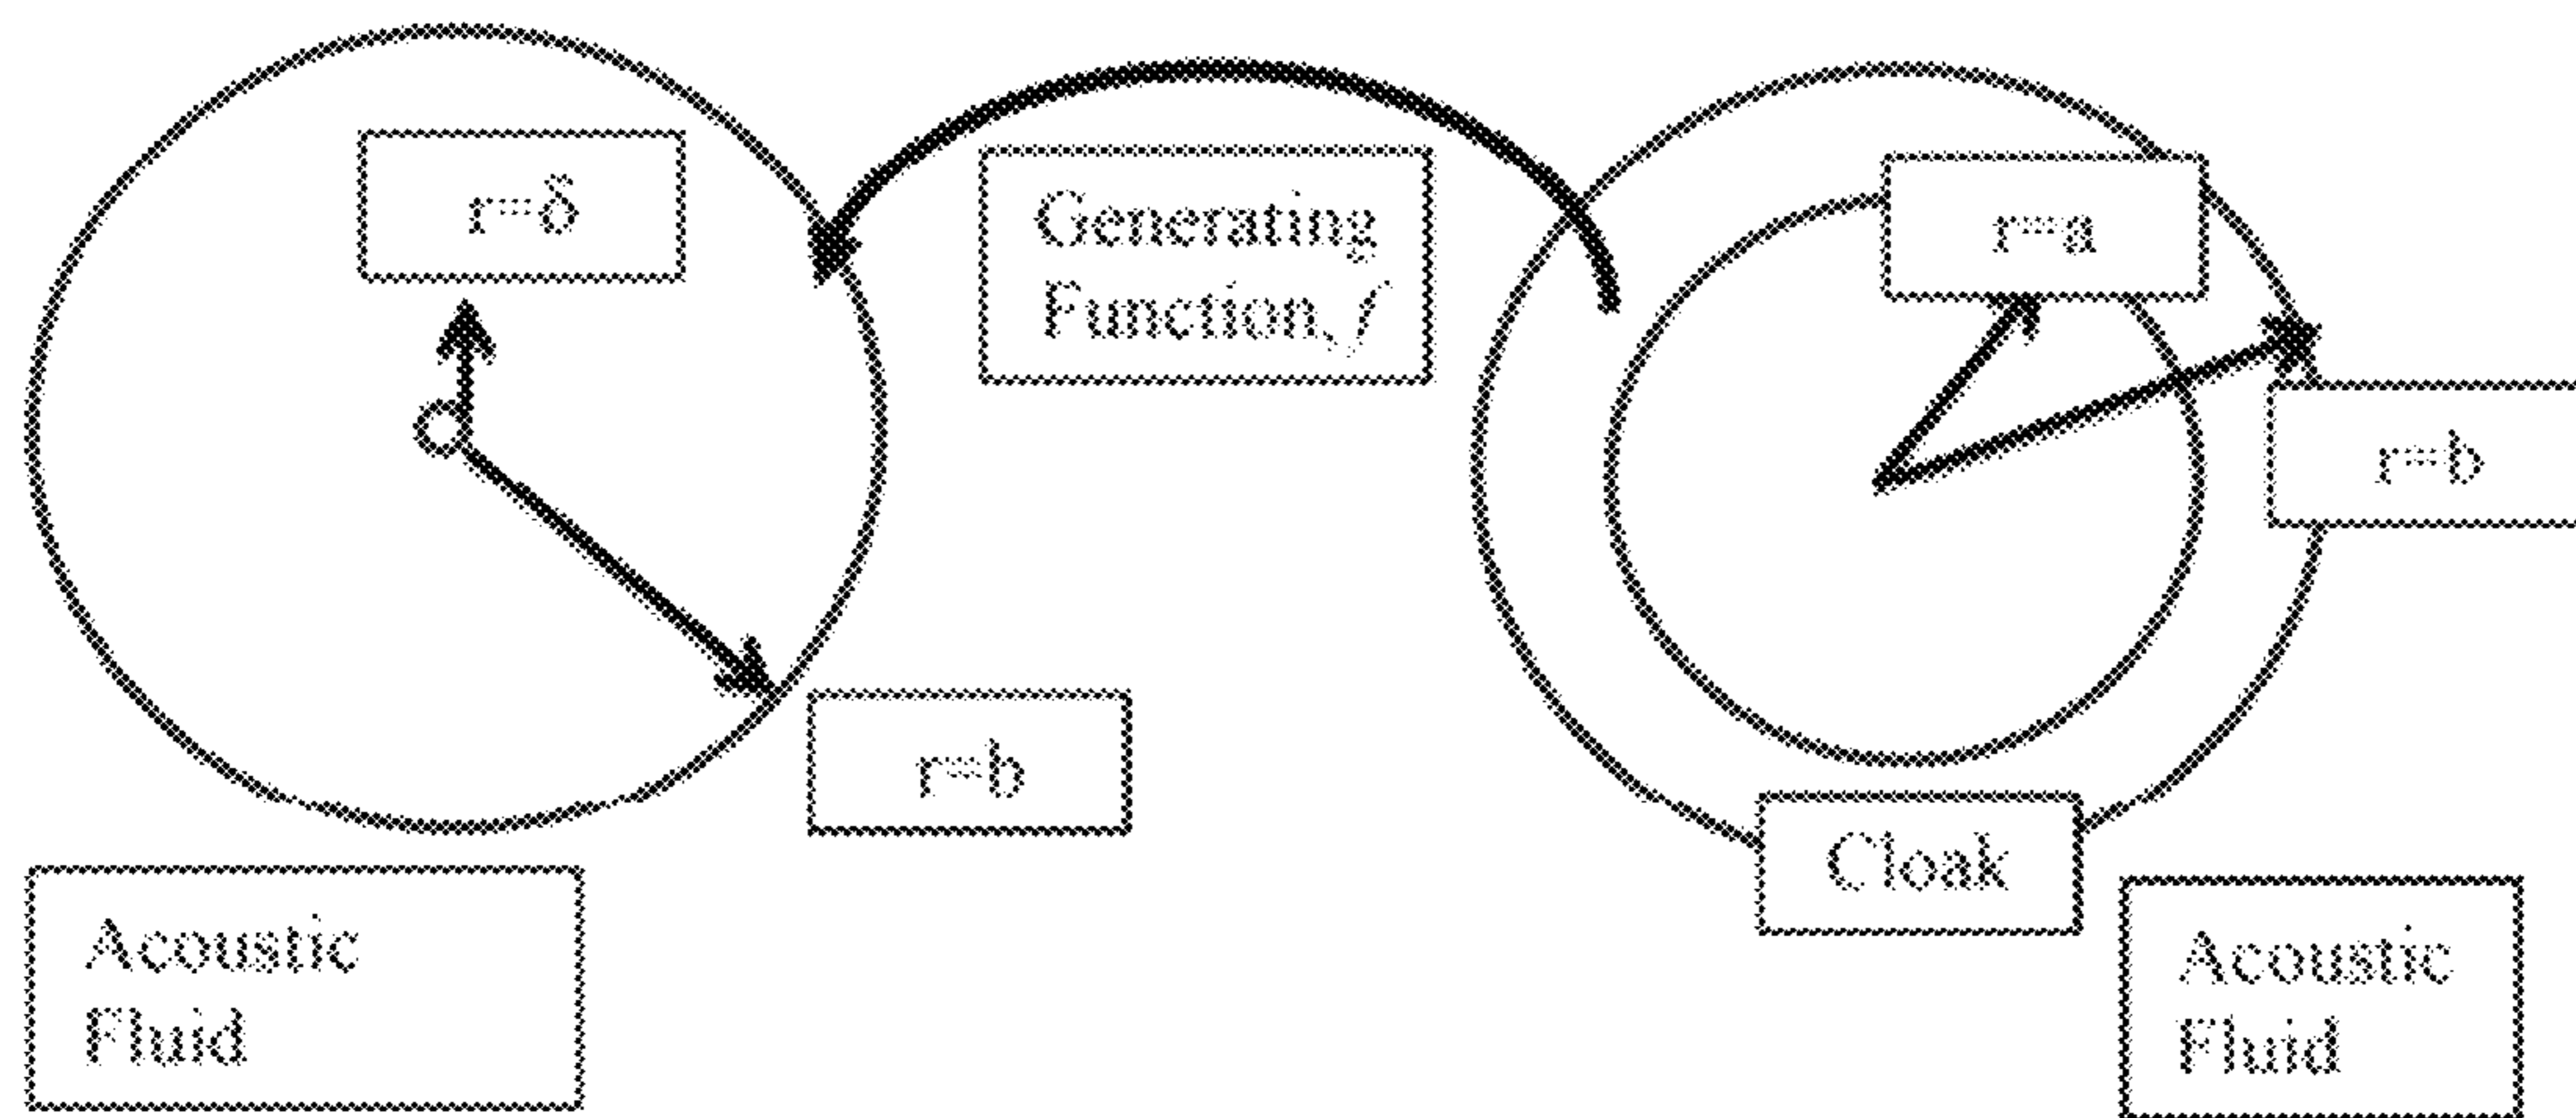 r=δ
Generating
Function, f
r=a
r=b
r=b
Cloak
Acoustic
Fluid
Acoustic
Fluid